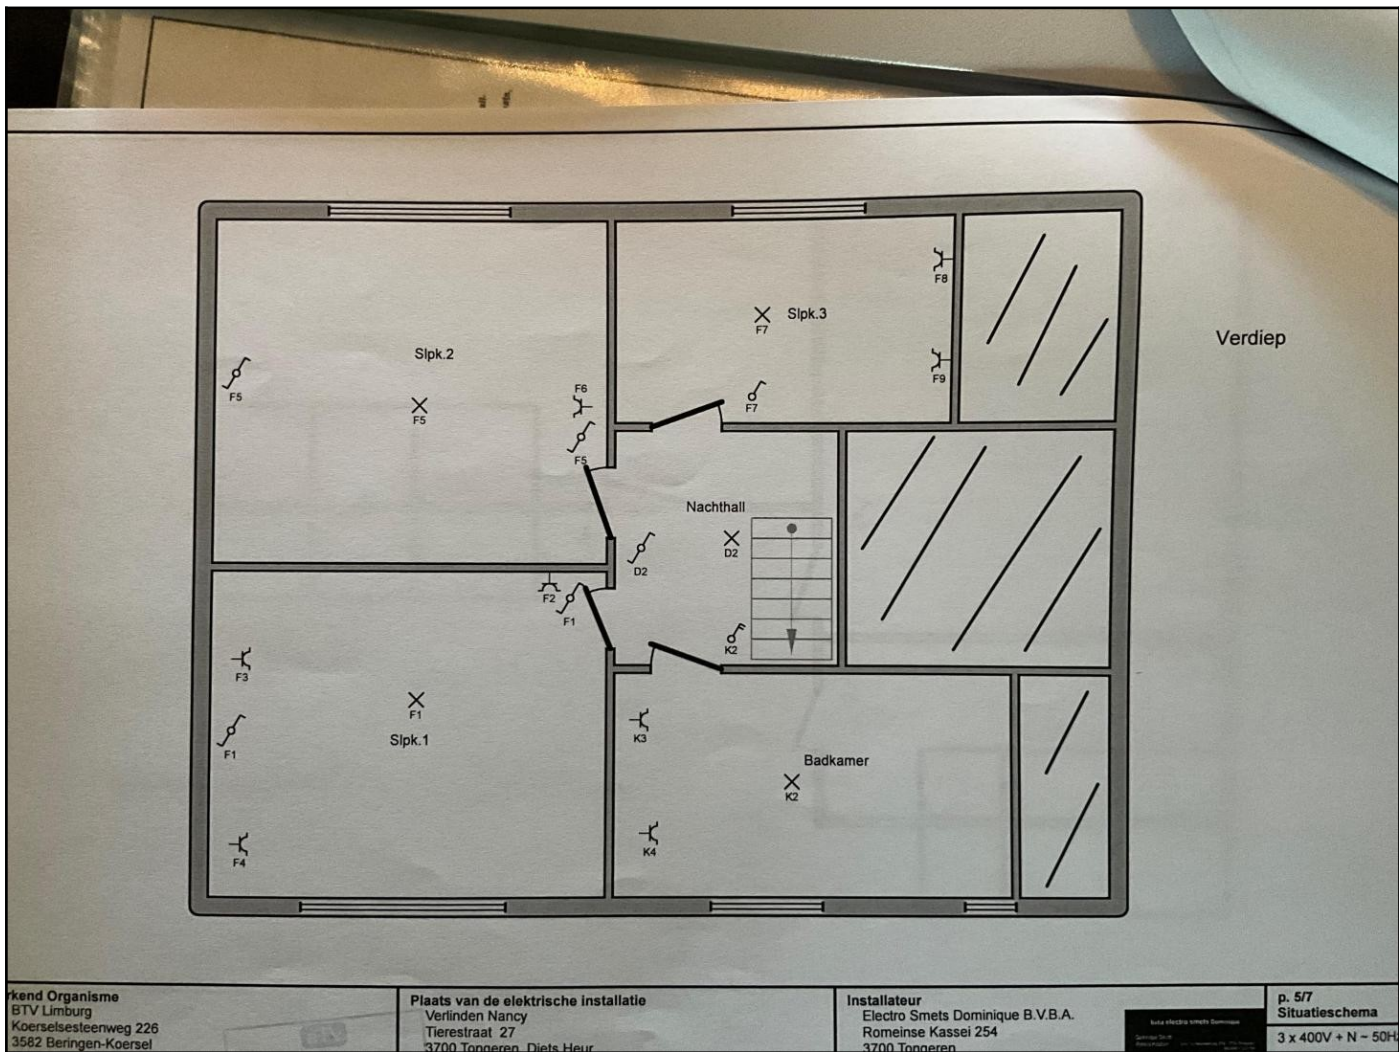 Slpk.2
F5
F5
F6
F5
Slpk.3
F7
F7
F8
F9
Verdiep
Nachthall
D2
D2
K2
F2
F1
F3
F1
F1
Slpk.1
F4
K3
Badkamer
K2
K4
rkend Organisme
BTV Limburg
Koerselsesteenweg 226
3582 Beringen-Koersel
Plaats van de elektrische installatie
Verlinden Nancy
Tierestraat 27
3700 Tongeren, Diets Heur
Installateur
Electro Smets Dominique B.V.B.A.
Romeinse Kassei 254
3700 Tongeren
p. 5/7
Situatieschema
3 x 400V + N ~ 50H